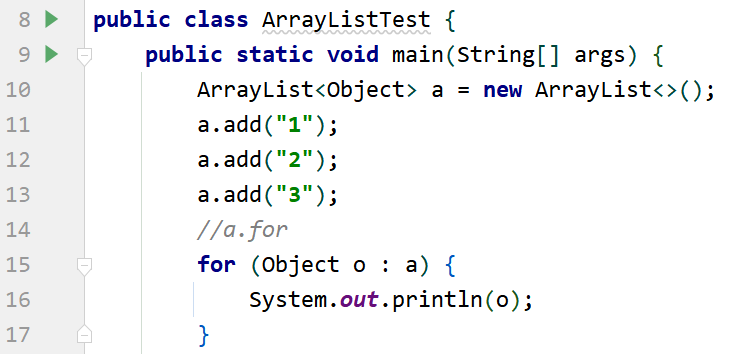 8 public class ArrayListTest {
9 public static void main(String[] args) {
10 ArrayList<Object> a = new ArrayList<>();
11 a.add("1");
12 a.add("2");
13 a.add("3");
14 //a.for
15 for (Object o : a) {
16 System.out.println(o);
17 }